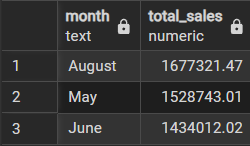 month total_sales
text numeric
1 August 1677321.47
2 May 1528743.01
3 June 1434012.02